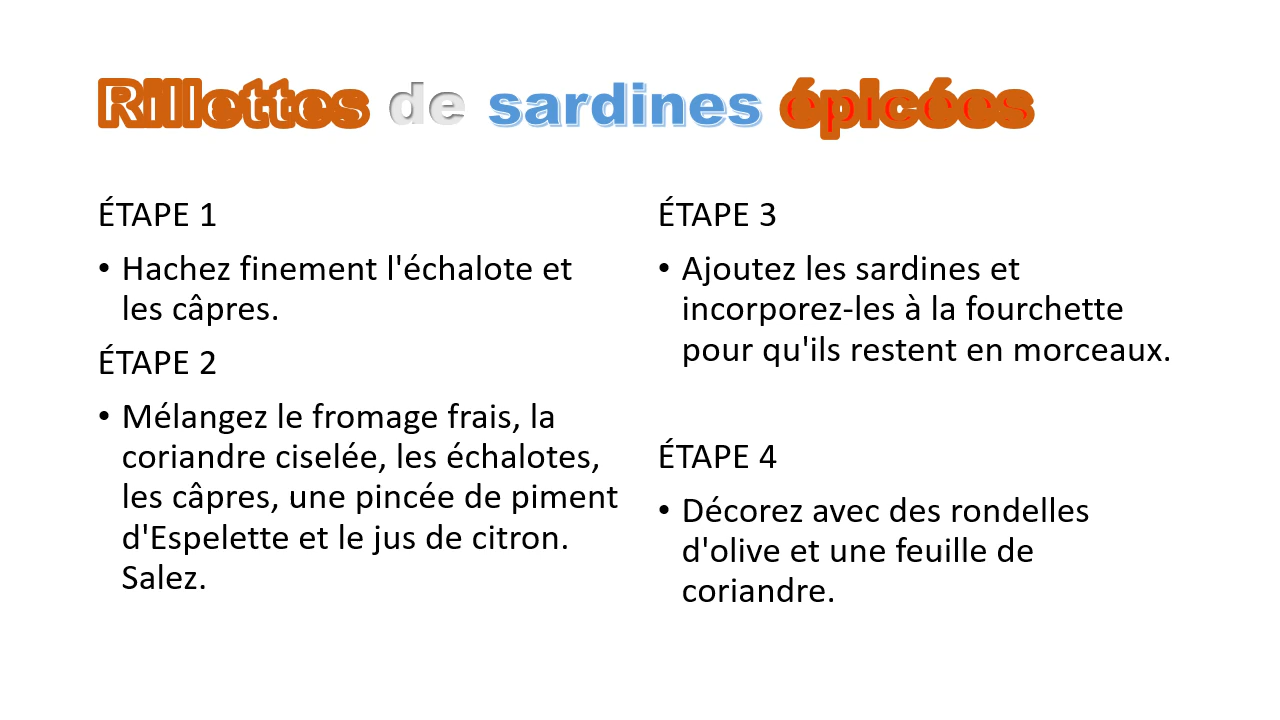 Rillettes de sardines épicées
ÉTAPE 1
• Hachez finement l'échalote et
les câpres.
ÉTAPE 2
• Mélangez le fromage frais, la
coriandre ciselée, les échalotes,
les câpres, une pincée de piment
d'Espelette et le jus de citron.
Salez.
ÉTAPE 3
• Ajoutez les sardines et
incorporez-les à la fourchette
pour qu'ils restent en morceaux.
ÉTAPE 4
• Décorez avec des rondelles
d'olive et une feuille de
coriandre.